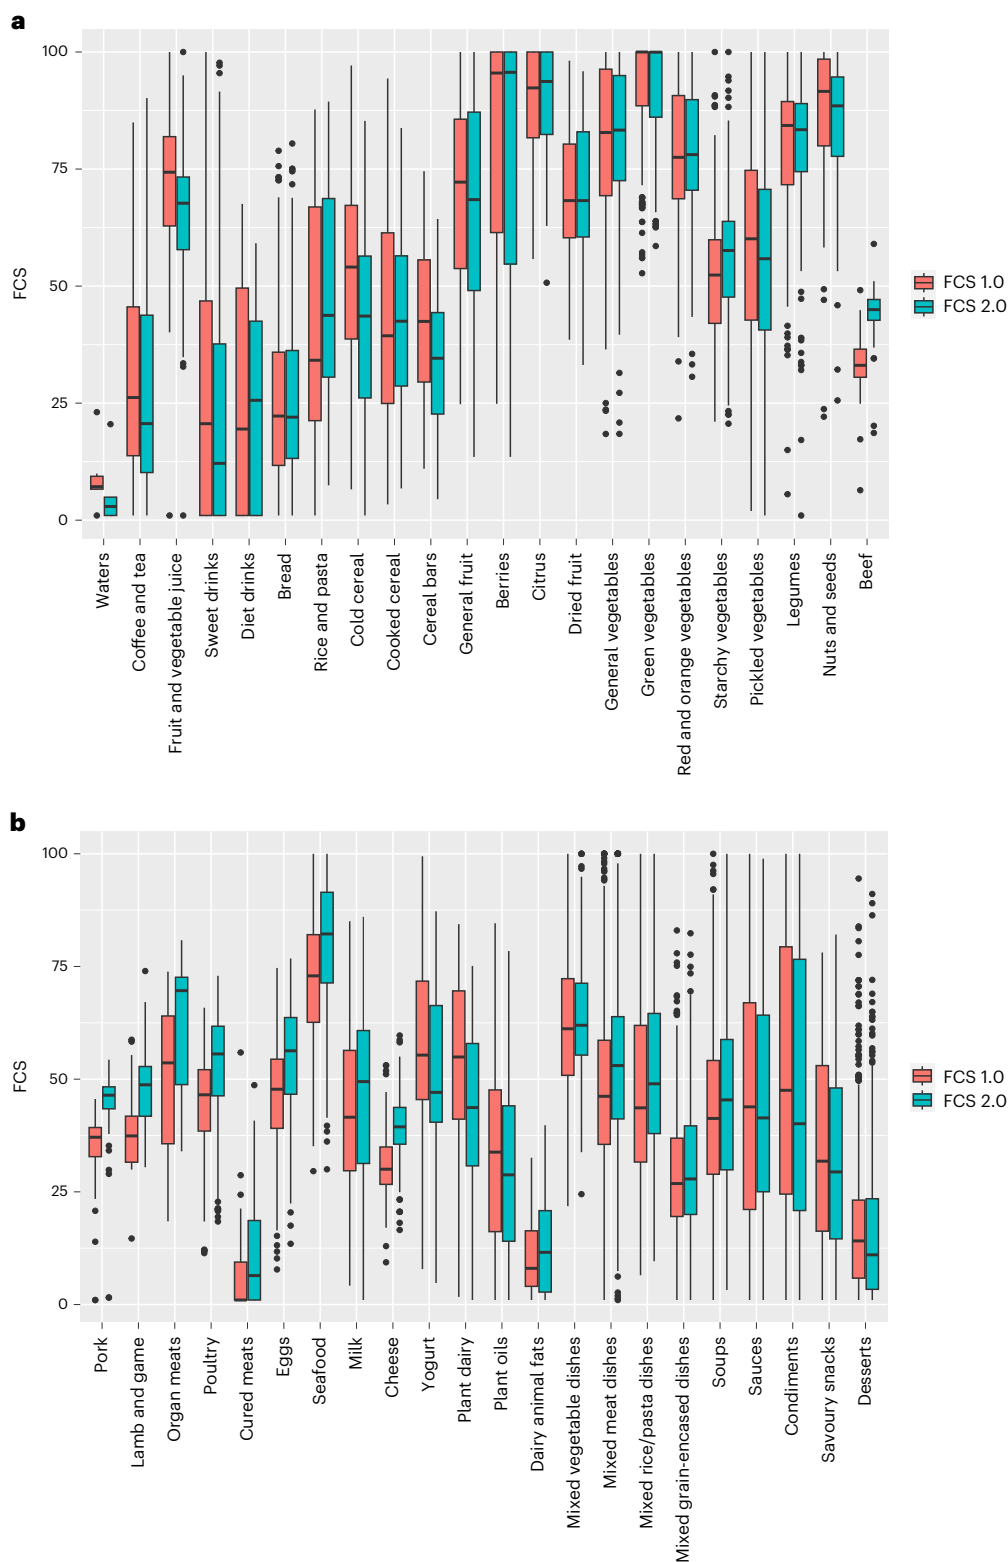 a
100
75
50
25
0
FCS
Waters
Coffee and tea
Fruit and vegetable juice
Sweet drinks
Diet drinks
Bread
Rice and pasta
Cold cereal
Cooked cereal
Cereal bars
General fruit
Berries
Citrus
Dried fruit
General vegetables
Green vegetables
Red and orange vegetables
Starchy vegetables
Pickled vegetables
Legumes
Nuts and seeds
Beef
FCS 1.0
FCS 2.0
b
100
75
50
25
0
FCS
Pork
Lamb and game
Organ meats
Poultry
Cured meats
Eggs
Seafood
Milk
Cheese
Yogurt
Plant dairy
Plant oils
Dairy animal fats
Mixed vegetable dishes
Mixed meat dishes
Mixed rice/pasta dishes
Mixed grain-encased dishes
Soups
Sauces
Condiments
Savoury snacks
Desserts
FCS 1.0
FCS 2.0